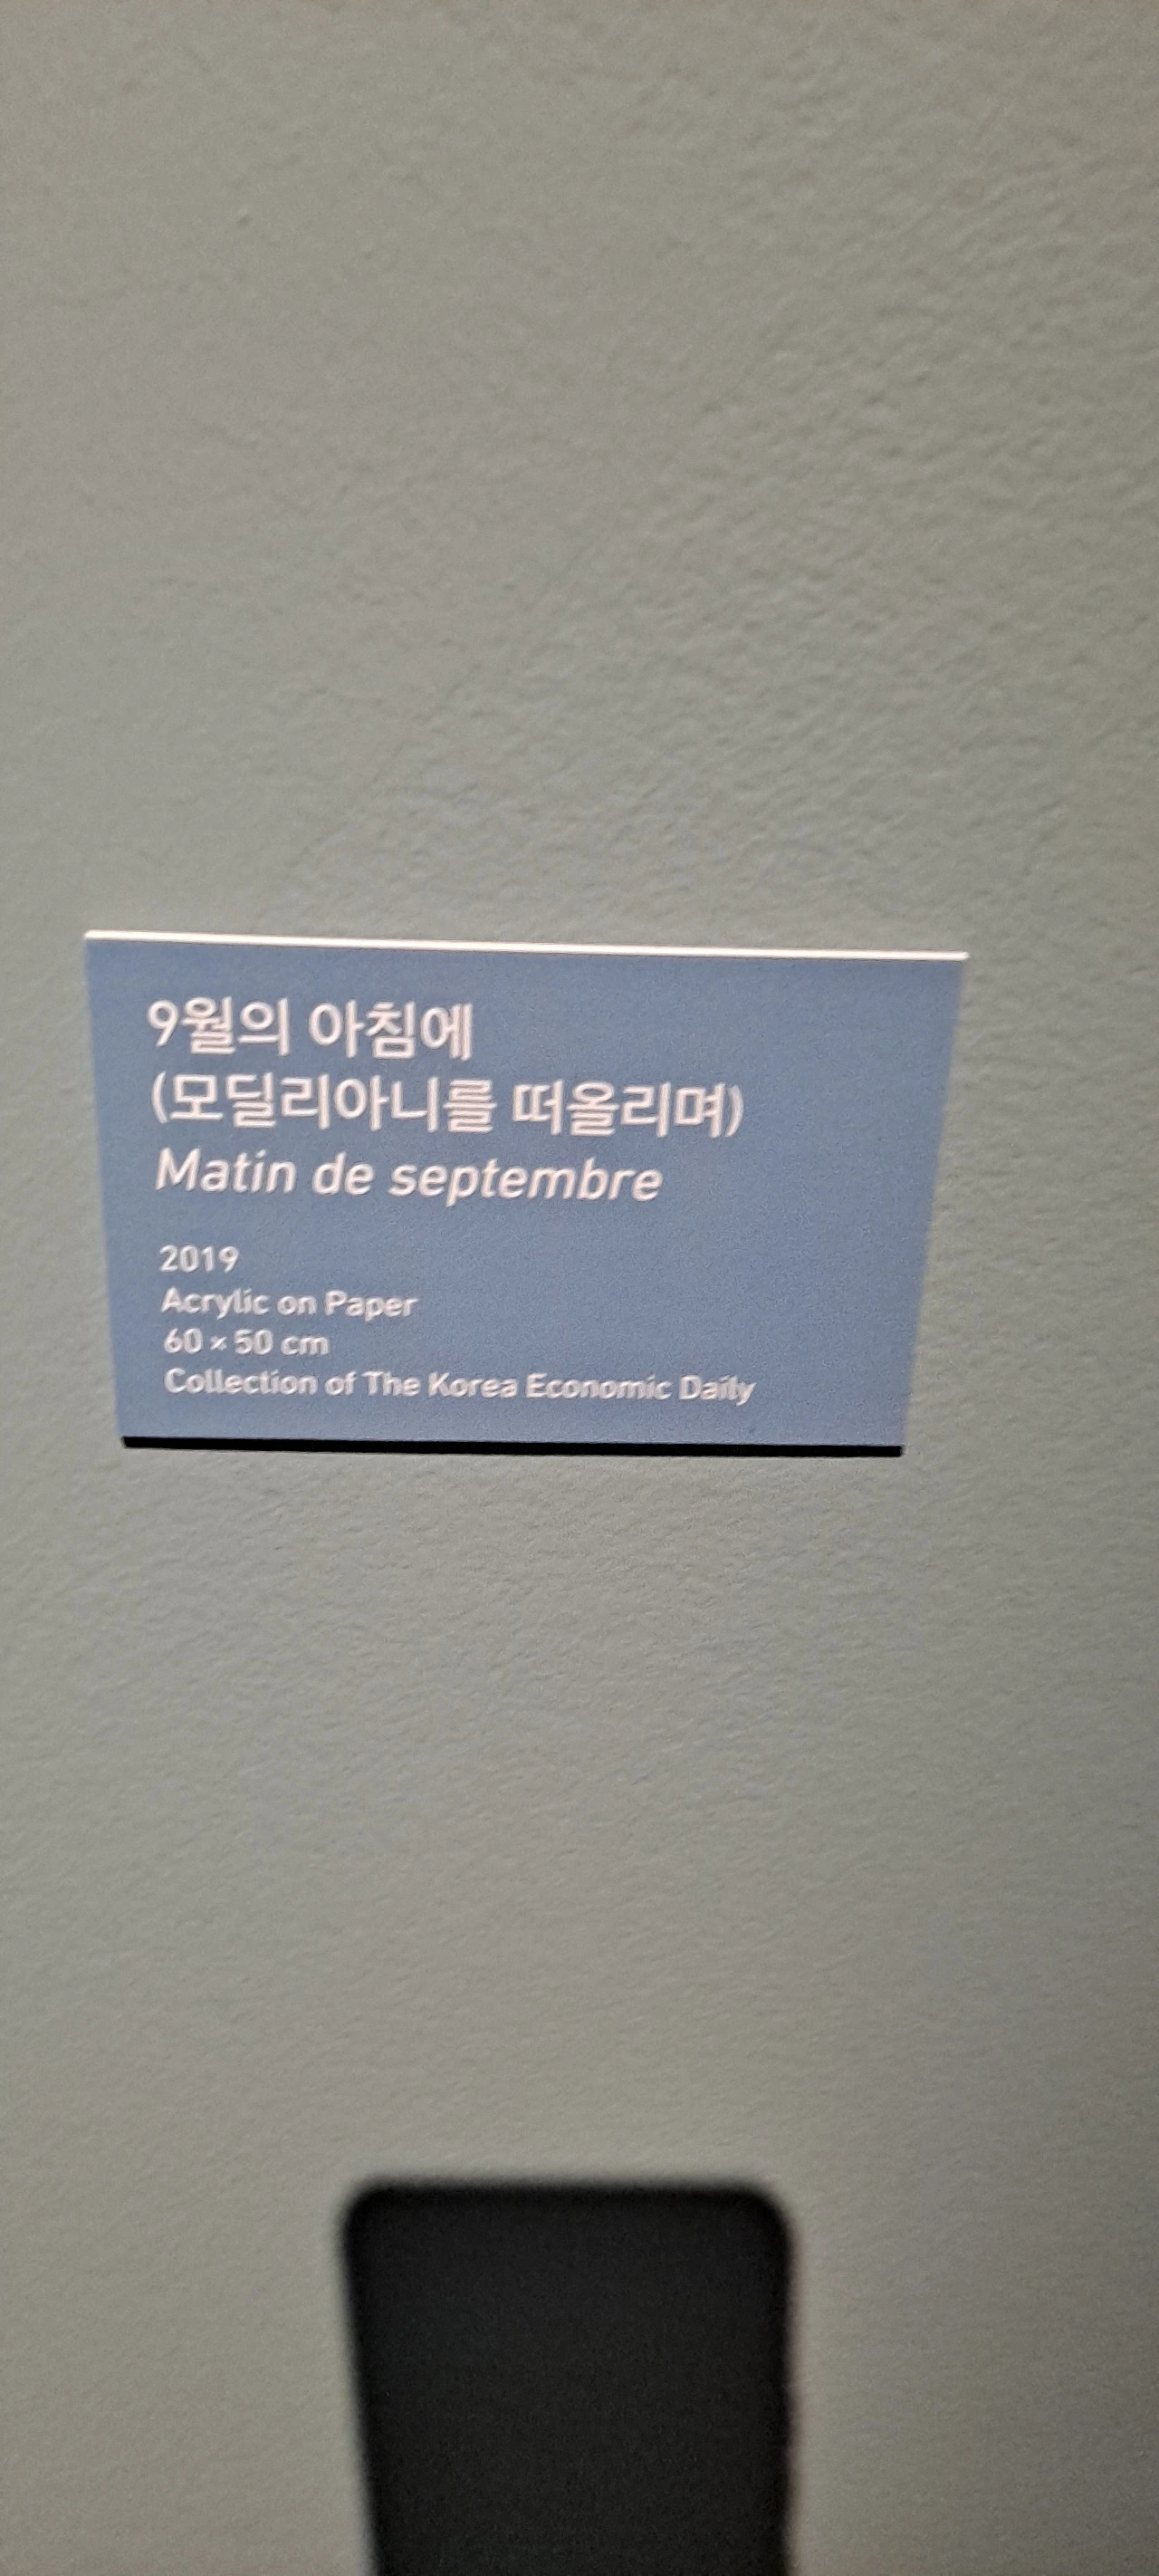 9월의 아침에
(모딜리아니를 떠올리며)
Matin de septembre
2019
Acrylic on Paper
60 × 50 cm
Collection of The Korea Economic Daily